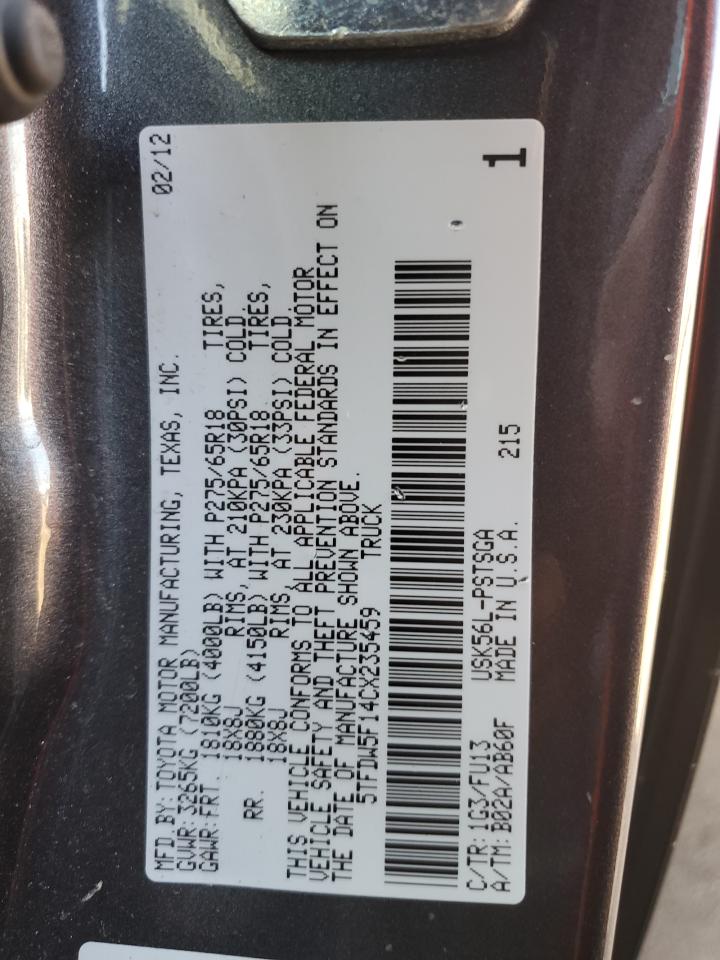 MFD.BY:TOYOTA MOTOR MANUFACTURING, TEXAS, INC. 02/12
GVWR:3265KG (7200LB)
GAWR:FRT. 1810KG (4000LB) WITH P275/65R18 TIRES,
18X8J RIMS, AT 210KPA (30PSI) COLD
RR. 1880KG (4150LB) WITH P275/65R18 TIRES,
18X8J RIMS, AT 230KPA (33PSI) COLD.
THIS VEHICLE CONFORMS TO ALL APPLICABLE FEDERAL MOTOR
VEHICLE SAFETY AND THEFT PREVENTION STANDARDS IN EFFECT ON
THE DATE OF MANUFACTURE SHOWN ABOVE.
5TFDW5F14CX235459 TRUCK
C/TR:1G3/FU13 USK56L-PSTSGA 215
A/TM:B02A/AB60F MADE IN U.S.A. 1